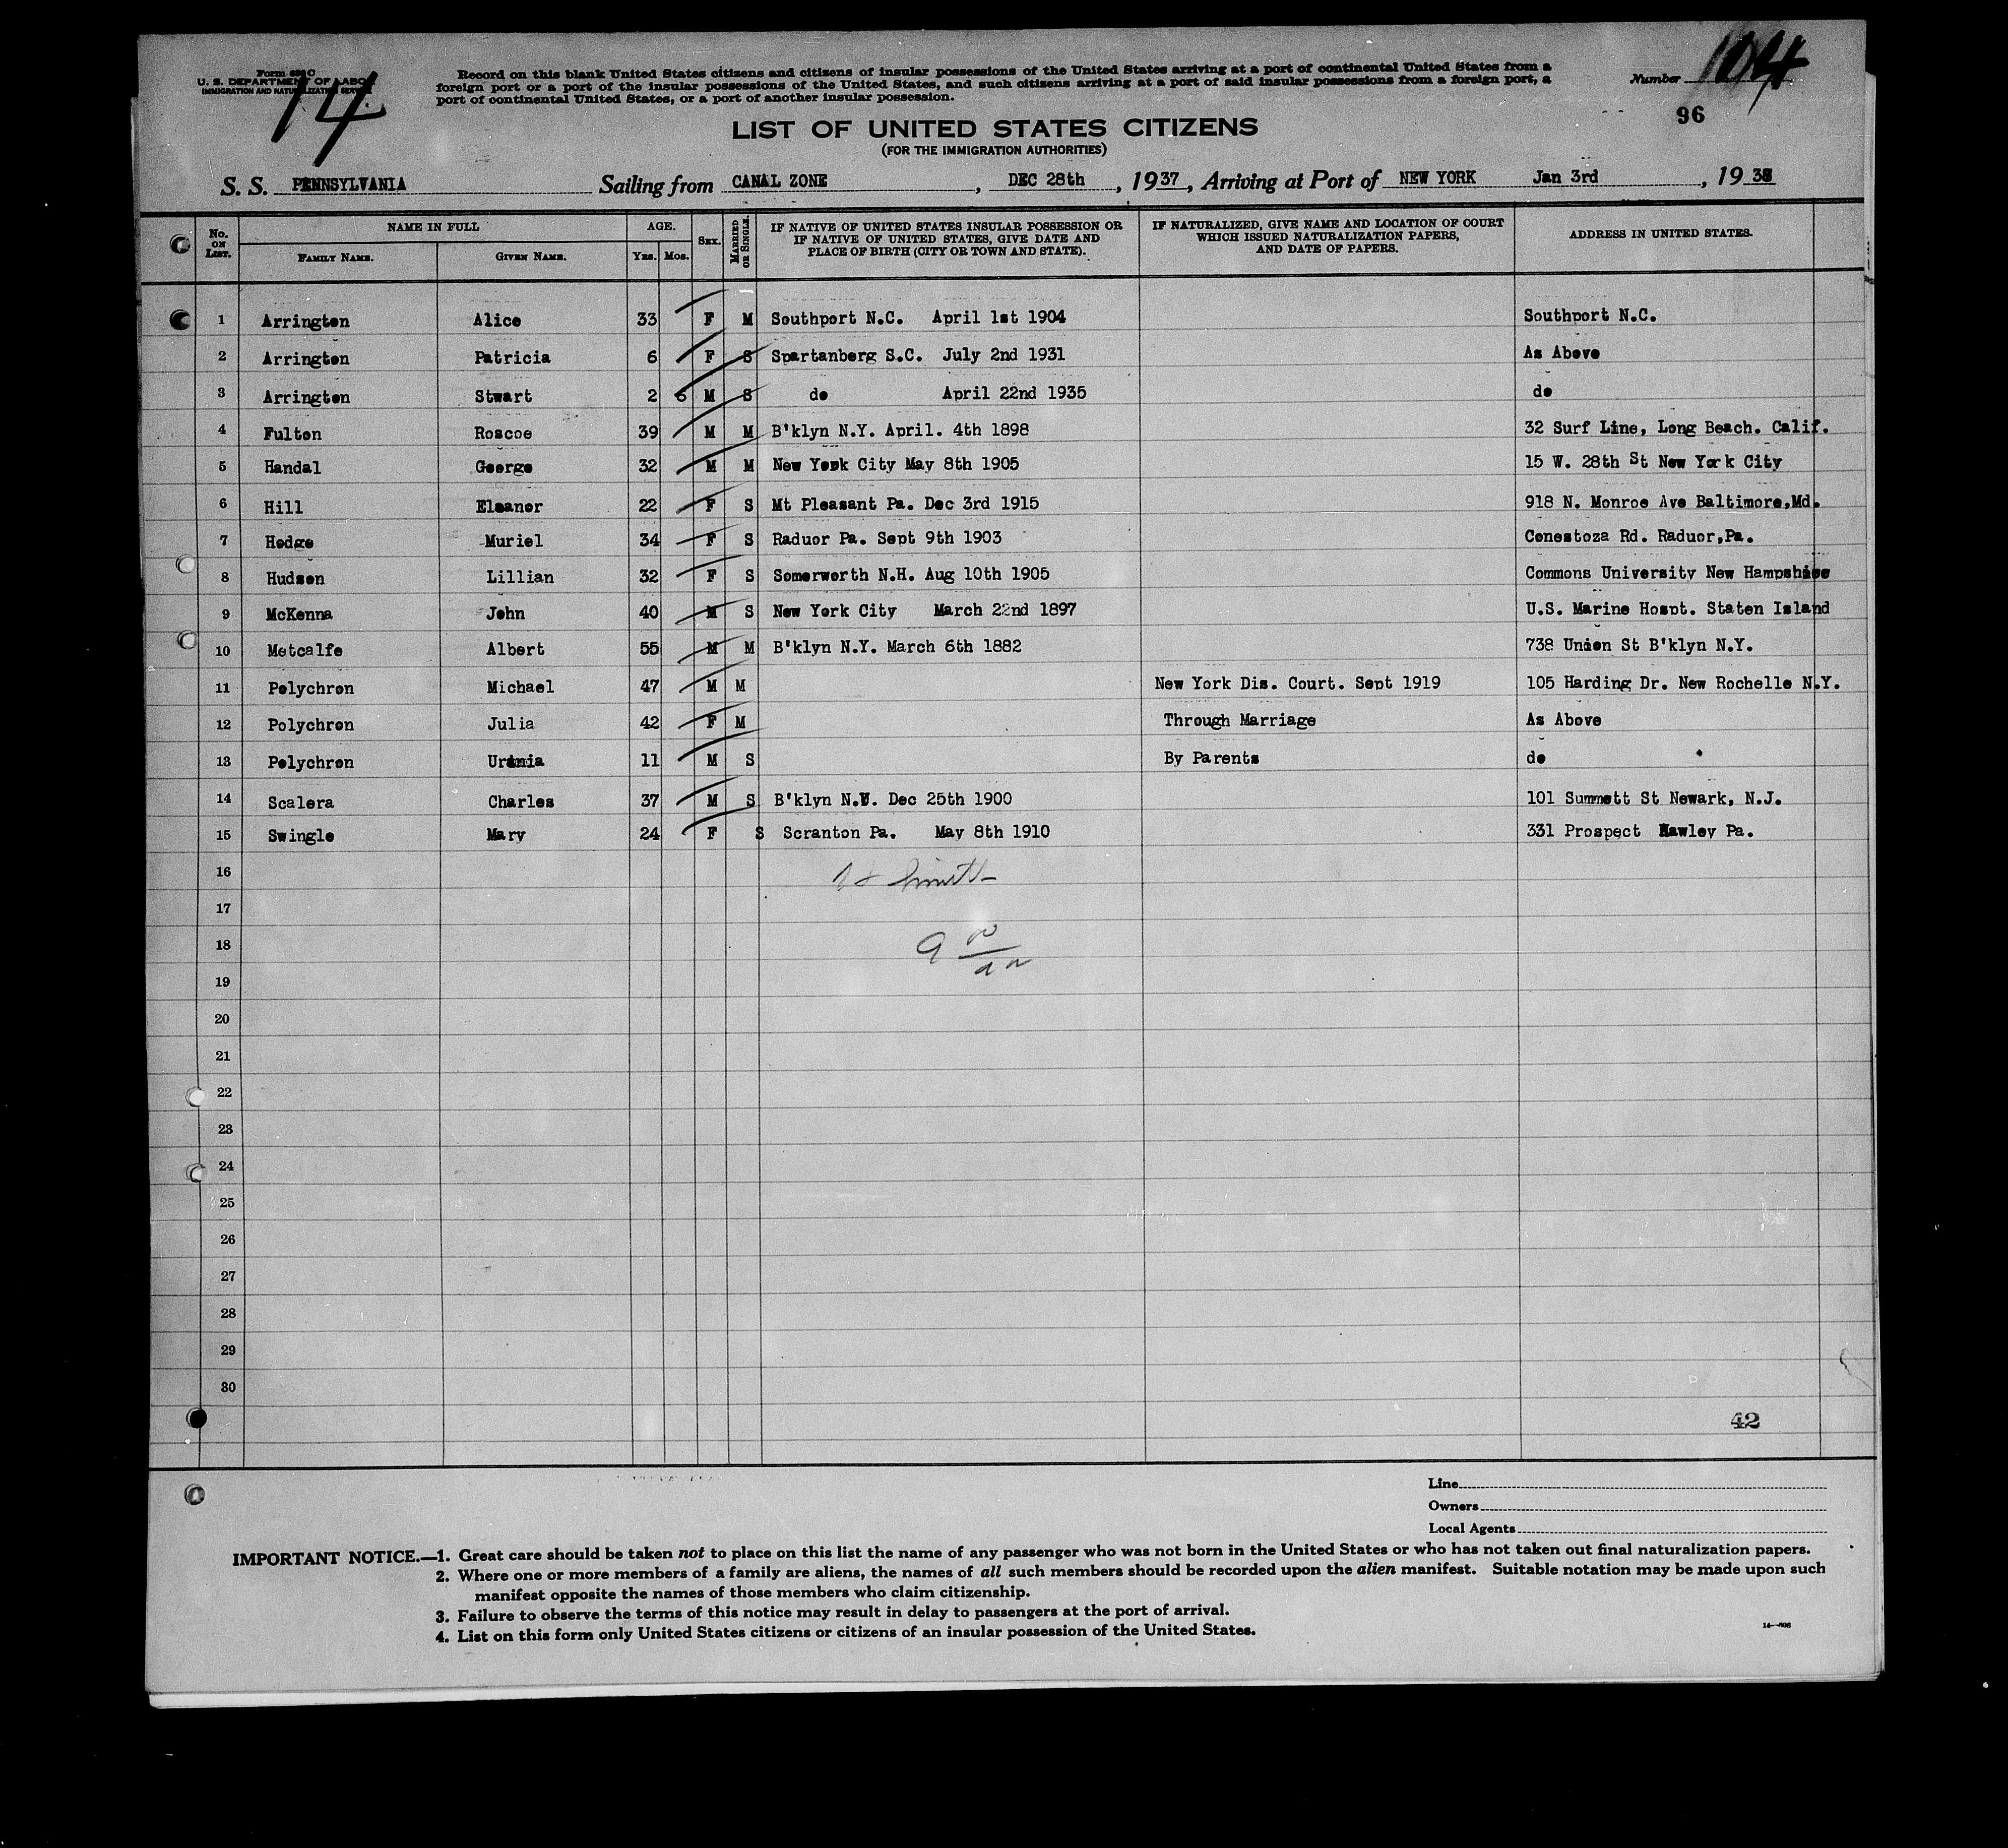 Form 630 C
U. S. DEPARTMENT OF LABOR
IMMIGRATION AND NATURALIZATION SERVICE
14
Record on this blank United States citizens and citizens of insular possessions of the United States arriving at a port of continental United States from a
foreign port or a port of the insular possessions of the United States, and such citizens arriving at a port of said insular possessions from a foreign port, a
port of continental United States, or a port of another insular possession.
Number 104
96
LIST OF UNITED STATES CITIZENS
(FOR THE IMMIGRATION AUTHORITIES)
S. S. PENNSYLVANIA Sailing from CANAL ZONE, DEC 28th, 1937, Arriving at Port of NEW YORK Jan 3rd, 1938
No. ON LIST. NAME IN FULL FAMILY NAME. GIVEN NAME. AGE. YRS. MOS. SEX. MARRIED OR SINGLE. IF NATIVE OF UNITED STATES INSULAR POSSESSION OR IF NATIVE OF UNITED STATES, GIVE DATE AND PLACE OF BIRTH (CITY OR TOWN AND STATE). IF NATURALIZED, GIVE NAME AND LOCATION OF COURT WHICH ISSUED NATURALIZATION PAPERS, AND DATE OF PAPERS. ADDRESS IN UNITED STATES.
1 Arrington Alice 33 F M Southport N.C. April 1st 1904 Southport N.C.
2 Arrington Patricia 6 F S Spartanberg S.C. July 2nd 1931 As Above
3 Arrington Stwart 2 6 M S do April 22nd 1935 do
4 Fulton Roscoe 39 M M B'klyn N.Y. April. 4th 1898 32 Surf Line, Long Beach. Calif.
5 Handal George 32 M M New York City May 8th 1905 15 W. 28th St New York City
6 Hill Eleanor 22 F S Mt Pleasant Pa. Dec 3rd 1915 918 N. Monroe Ave Baltimore,Md.
7 Hodge Muriel 34 F S Raduor Pa. Sept 9th 1903 Conestoza Rd. Raduor,Pa.
8 Hudson Lillian 32 F S Somerworth N.H. Aug 10th 1905 Commons University New Hampshire
9 McKenna John 40 M S New York City March 22nd 1897 U.S. Marine Hospt. Staten Island
10 Metcalfe Albert 55 M M B'klyn N.Y. March 6th 1882 738 Union St B'klyn N.Y.
11 Polychron Michael 47 M M New York Dis. Court. Sept 1919 105 Harding Dr. New Rochelle N.Y.
12 Polychron Julia 42 F M Through Marriage As Above
13 Polychron Urania 11 M S By Parents do
14 Scalera Charles 37 M S B'klyn N.Y. Dec 25th 1900 101 Summett St Newark, N.J.
15 Swingle Mary 24 F S Scranton Pa. May 8th 1910 331 Prospect Hawley Pa.
16
17
18
19
20
21
22
23
24
25
26
27
28
29
30
42
Line
Owners
Local Agents
IMPORTANT NOTICE.—1. Great care should be taken not to place on this list the name of any passenger who was not born in the United States or who has not taken out final naturalization papers.
2. Where one or more members of a family are aliens, the names of all such members should be recorded upon the alien manifest. Suitable notation may be made upon such
manifest opposite the names of those members who claim citizenship.
3. Failure to observe the terms of this notice may result in delay to passengers at the port of arrival.
4. List on this form only United States citizens or citizens of an insular possession of the United States.